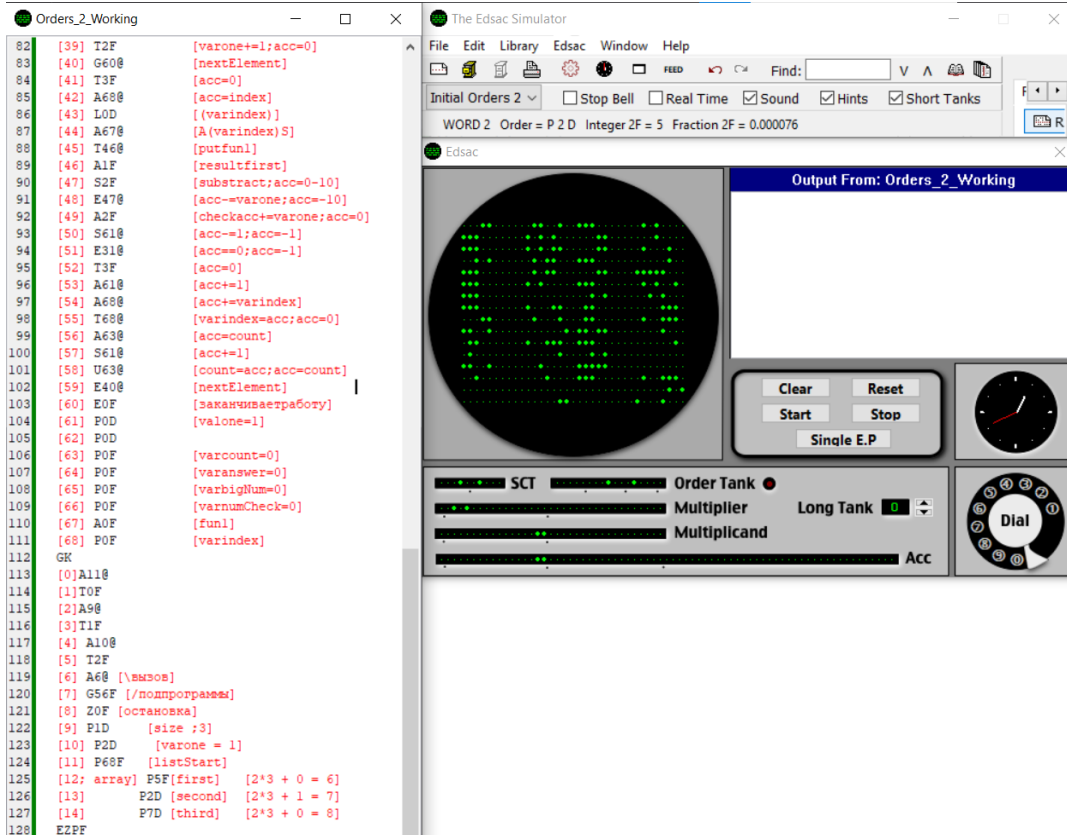 Orders_2_Working
82 [39] T2F [varone+=1;acc=0]
83 [40] G60@ [nextElement]
84 [41] T3F [acc=0]
85 [42] A68@ [acc=index]
86 [43] L0D [(varindex)]
87 [44] A67@ [A(varindex)S]
88 [45] T46@ [putfun1]
89 [46] A1F [resultfirst]
90 [47] S2F [substract;acc=0-10]
91 [48] E47@ [acc-=varone;acc=-10]
92 [49] A2F [checkacc+=varone;acc=0]
93 [50] S61@ [acc-=1;acc=-1]
94 [51] E31@ [acc==0;acc=-1]
95 [52] T3F [acc=0]
96 [53] A61@ [acc+=1]
97 [54] A68@ [acc+=varindex]
98 [55] T68@ [varindex=acc;acc=0]
99 [56] A63@ [acc=count]
100 [57] S61@ [acc+=1]
101 [58] U63@ [count=acc;acc=count]
102 [59] E40@ [nextElement]
103 [60] E0F [заканчиваетработу]
104 [61] P0D [valone=1]
105 [62] P0D
106 [63] P0F [varcount=0]
107 [64] P0F [varanswer=0]
108 [65] P0F [varbigNum=0]
109 [66] P0F [varnumCheck=0]
110 [67] A0F [fun1]
111 [68] P0F [varindex]
112 GK
113 [0]A11@
114 [1]T0F
115 [2]A9@
116 [3]T1F
117 [4] A10@
118 [5] T2F
119 [6] A6@ [\вызов]
120 [7] G56F [/подпрограммы]
121 [8] Z0F [остановка]
122 [9] P1D [size ;3]
123 [10] P2D [varone = 1]
124 [11] P68F [listStart]
125 [12; array] P5F[first] [2*3 + 0 = 6]
126 [13] P2D [second] [2*3 + 1 = 7]
127 [14] P7D [third] [2*3 + 0 = 8]
128 EZPF
The Edsac Simulator
File Edit Library Edsac Window Help
FEED Find:
Initial Orders 2 Stop Bell Real Time Sound Hints Short Tanks
R
WORD 2 Order = P 2 D Integer 2F = 5 Fraction 2F = 0.000076
Edsac
Output From: Orders_2_Working
Clear Reset
Start Stop
Single E.P
SCT Order Tank
Multiplier Long Tank 0
Multiplicand
Acc
Dial
1 2 3 4 5 6 7 8 9 0